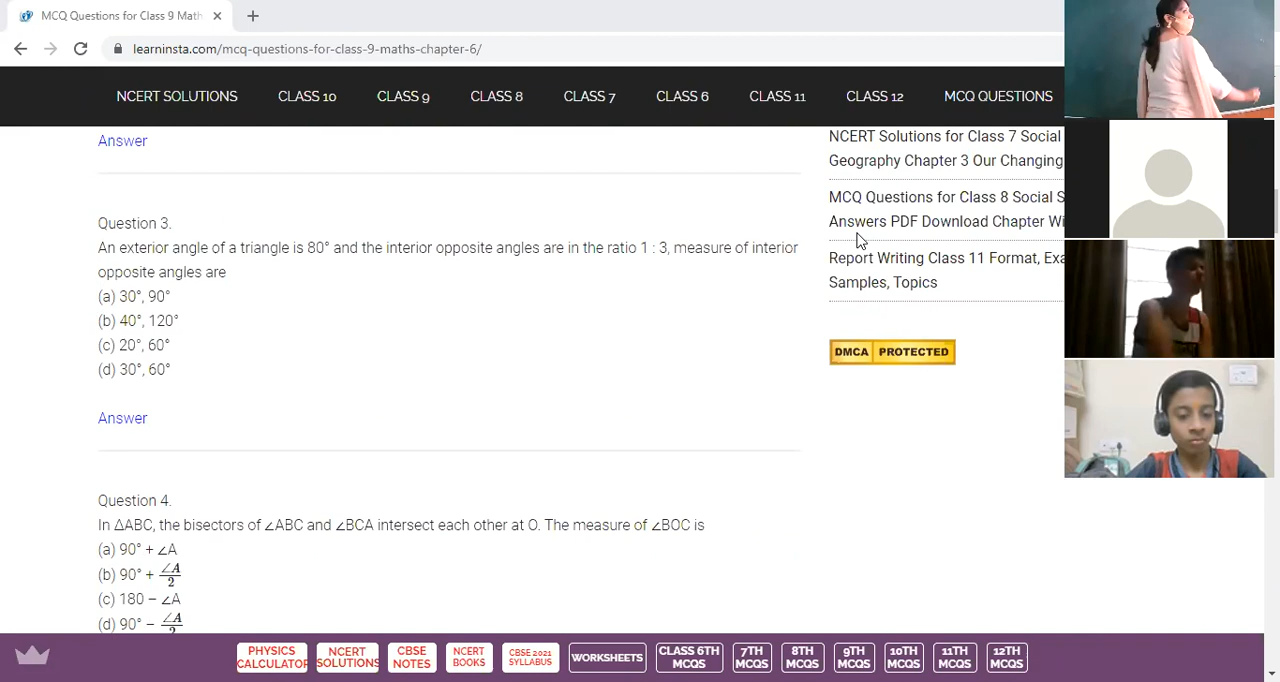 MCQ Questions for Class 9 Math
learninsta.com/mcq-questions-for-class-9-maths-chapter-6/
NCERT SOLUTIONS CLASS 10 CLASS 9 CLASS 8 CLASS 7 CLASS 6 CLASS 11 CLASS 12 MCQ QUESTIONS
Answer
Question 3.
An exterior angle of a triangle is 80° and the interior opposite angles are in the ratio 1 : 3, measure of interior
opposite angles are
(a) 30°, 90°
(b) 40°, 120°
(c) 20°, 60°
(d) 30°, 60°
Answer
Question 4.
In ΔABC, the bisectors of ∠ABC and ∠BCA intersect each other at O. The measure of ∠BOC is
(a) 90° + ∠A
(b) 90° + ∠A/2
(c) 180 – ∠A
(d) 90° – ∠A/2
NCERT Solutions for Class 7 Social
Geography Chapter 3 Our Changing
MCQ Questions for Class 8 Social S
Answers PDF Download Chapter Wi
Report Writing Class 11 Format, Exa
Samples, Topics
DMCA PROTECTED
PHYSICS CALCULATOR
NCERT SOLUTIONS
CBSE NOTES
NCERT BOOKS
CBSE 2021 SYLLABUS
WORKSHEETS
CLASS 6TH MCQS
7TH MCQS
8TH MCQS
9TH MCQS
10TH MCQS
11TH MCQS
12TH MCQS